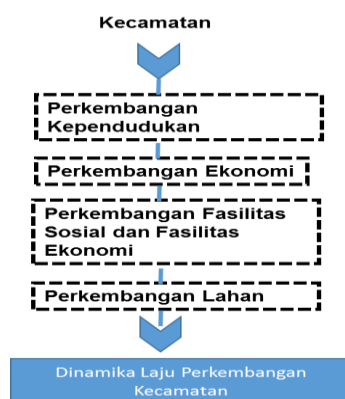 Kecamatan
Perkembangan
Kependudukan
Perkembangan Ekonomi
Perkembangan Fasilitas
Sosial dan Fasilitas
Ekonomi
Perkembangan Lahan
Dinamika Laju Perkembangan
Kecamatan